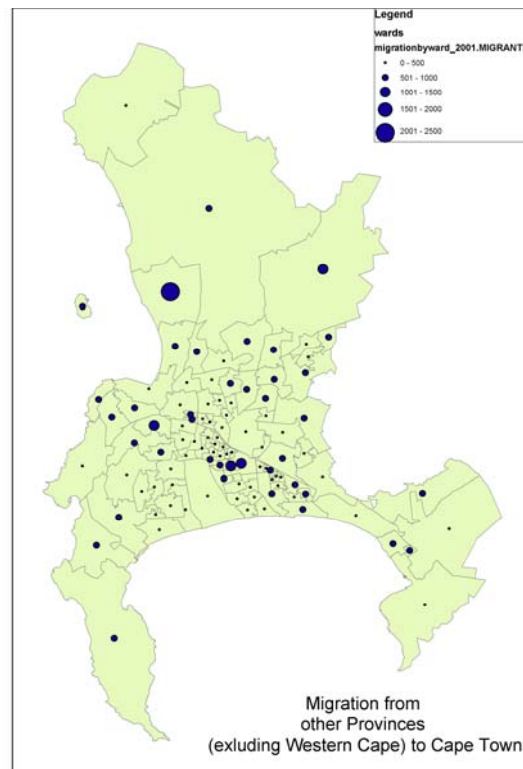 Legend
wards
migrationbyward_2001.MIGRANT
0 - 500
501 - 1000
1001 - 1500
1501 - 2000
2001 - 2500
Migration from
other Provinces
(exluding Western Cape) to Cape Town